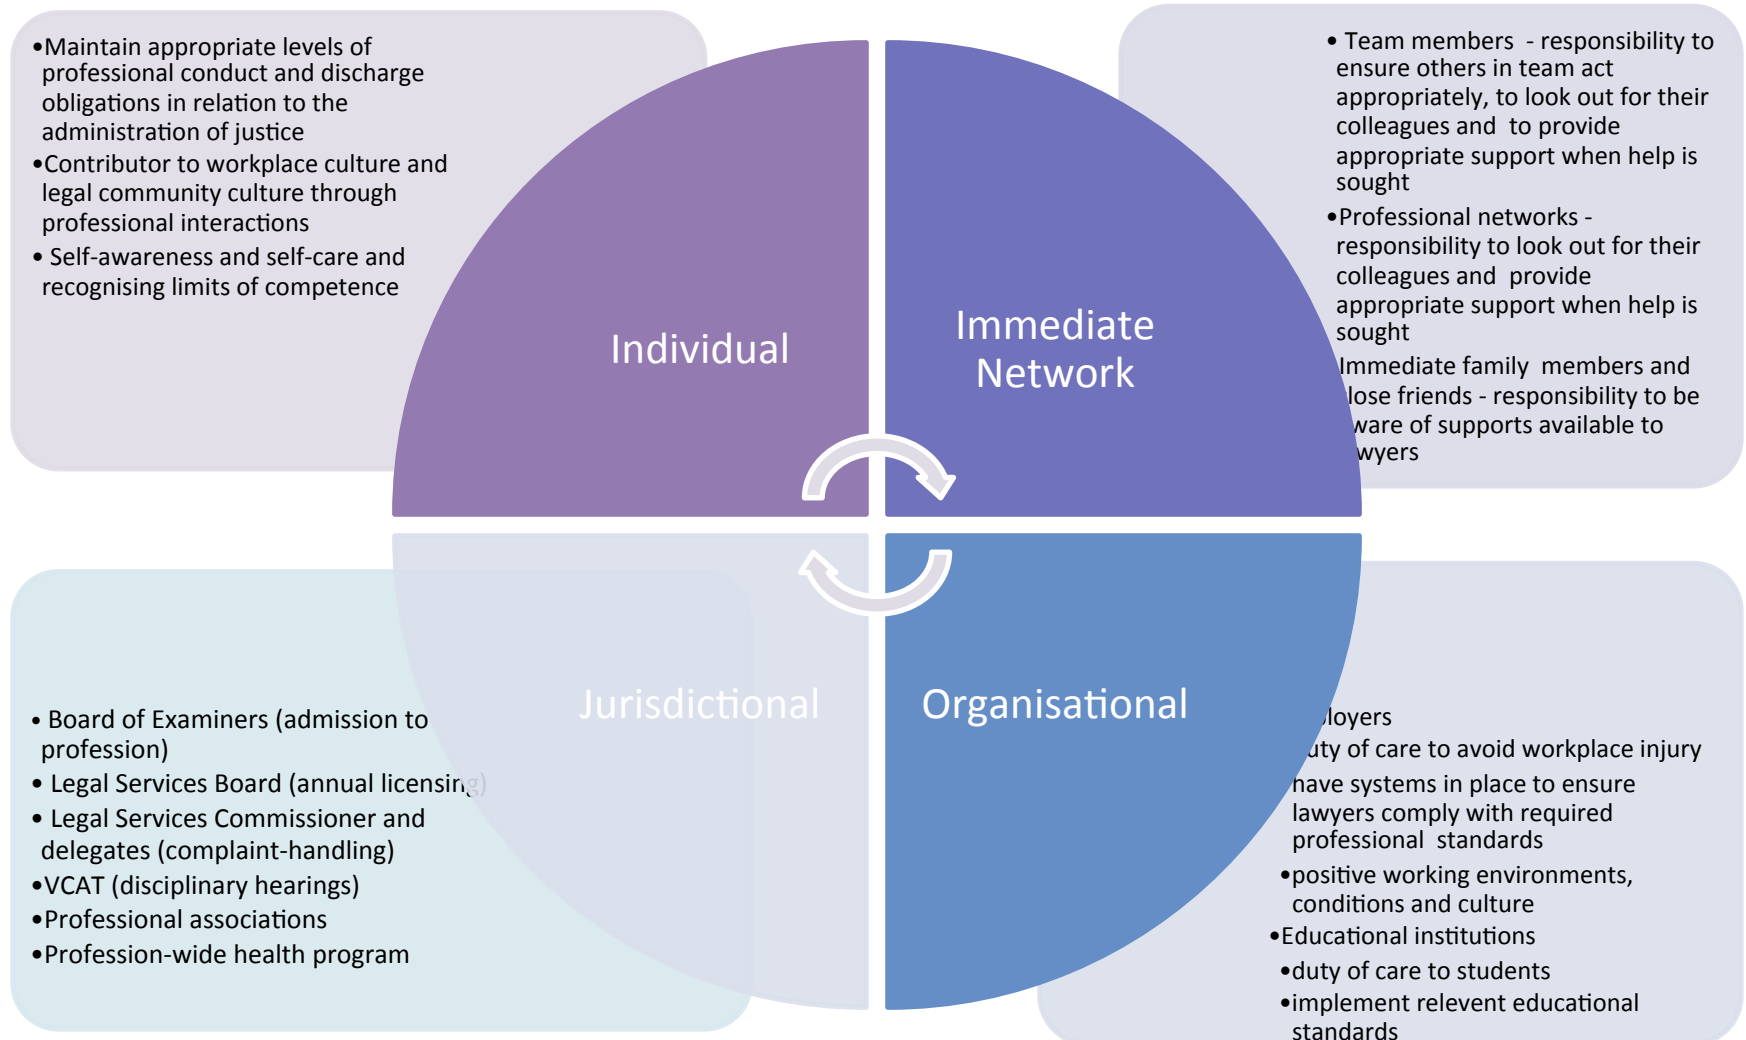 •Maintain appropriate levels of
professional conduct and discharge
obligations in relation to the
administration of justice
•Contributor to workplace culture and
legal community culture through
professional interactions
• Self-awareness and self-care and
recognising limits of competence
Individual
Immediate
Network
• Team members - responsibility to
ensure others in team act
appropriately, to look out for their
colleagues and to provide
appropriate support when help is
sought
•Professional networks -
responsibility to look out for their
colleagues and provide
appropriate support when help is
sought
Immediate family members and
friends - responsibility to be
of supports available to
• Board of Examiners (admission to
profession)
• Legal Services Board (annual licensing)
• Legal Services Commissioner and
delegates (complaint-handling)
•VCAT (disciplinary hearings)
•Professional associations
•Profession-wide health program
Jurisdictional
Organisational
of care to avoid workplace injury
have systems in place to ensure
lawyers comply with required
professional standards
•positive working environments,
conditions and culture
•Educational institutions
•duty of care to students
•implement relevent educational
standards